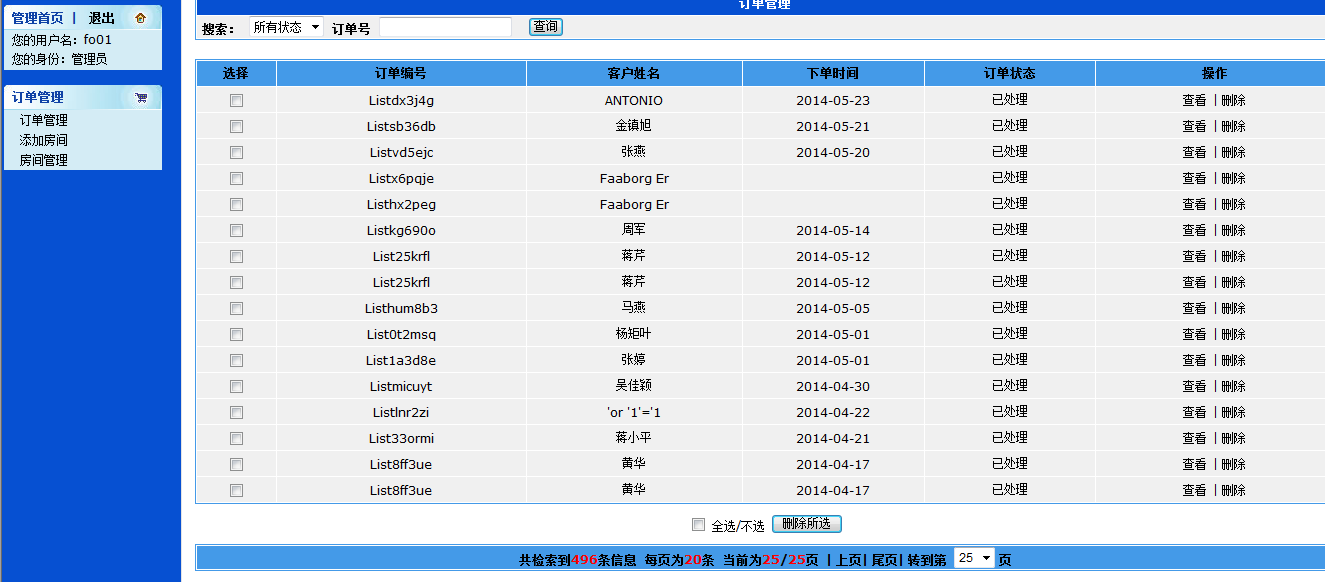 管理首页 | 退出
您的用户名：fo01
您的身份：管理员
订单管理
订单管理
添加房间
房间管理
订单管理
搜索： 所有状态 订单号 查询
选择 订单编号 客户姓名 下单时间 订单状态 操作
Listdx3j4g ANTONIO 2014-05-23 已处理 查看 | 删除
Listsb36db 金镇旭 2014-05-21 已处理 查看 | 删除
Listvd5ejc 张燕 2014-05-20 已处理 查看 | 删除
Listx6pqje Faaborg Er 已处理 查看 | 删除
Listhx2peg Faaborg Er 已处理 查看 | 删除
Listkg690o 周军 2014-05-14 已处理 查看 | 删除
List25krfl 蒋芹 2014-05-12 已处理 查看 | 删除
List25krfl 蒋芹 2014-05-12 已处理 查看 | 删除
Listhum8b3 马燕 2014-05-05 已处理 查看 | 删除
List0t2msq 杨矩叶 2014-05-01 已处理 查看 | 删除
List1a3d8e 张婷 2014-05-01 已处理 查看 | 删除
Listmicuyt 吴佳颖 2014-04-30 已处理 查看 | 删除
Listlnr2zi 'or '1'='1 2014-04-22 已处理 查看 | 删除
List33ormi 蒋小平 2014-04-21 已处理 查看 | 删除
List8ff3ue 黄华 2014-04-17 已处理 查看 | 删除
List8ff3ue 黄华 2014-04-17 已处理 查看 | 删除
全选/不选 删除所选
共检索到496条信息 每页为20条 当前为25/25页 | 上页| 尾页| 转到第 25 页